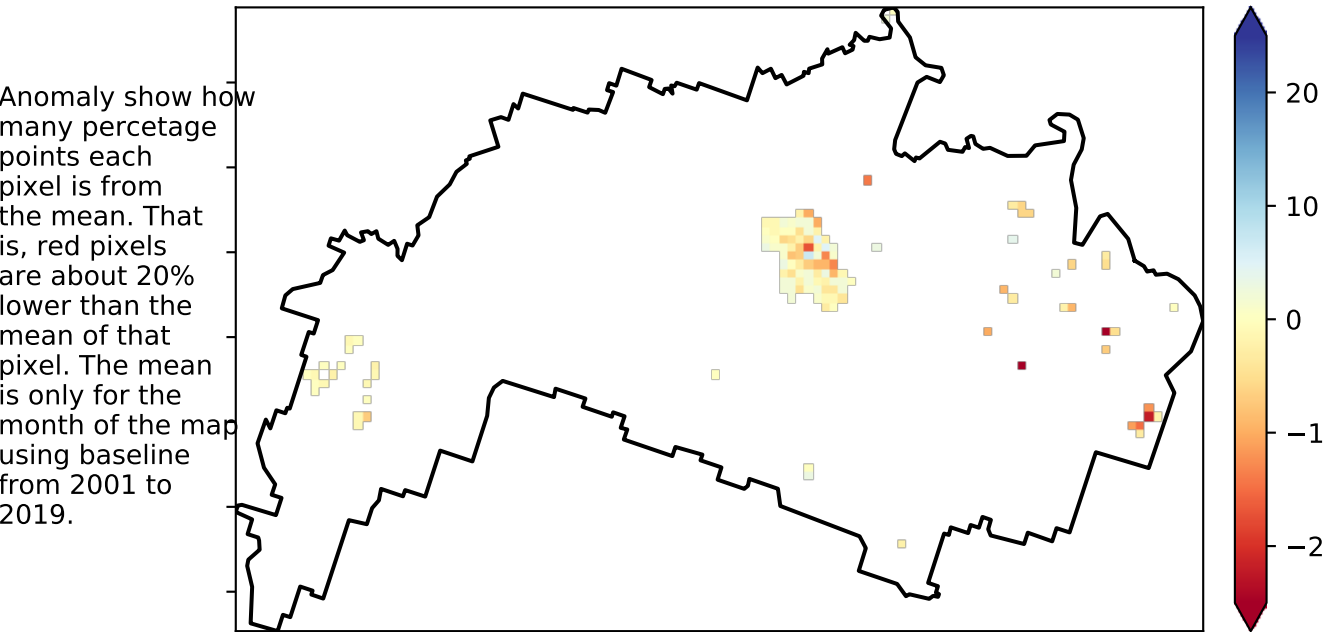 Anomaly show how
many percetage
points each
pixel is from
the mean. That
is, red pixels
are about 20%
lower than the
mean of that
pixel. The mean
is only for the
month of the map
using baseline
from 2001 to
2019.
20
10
0
−1
−2